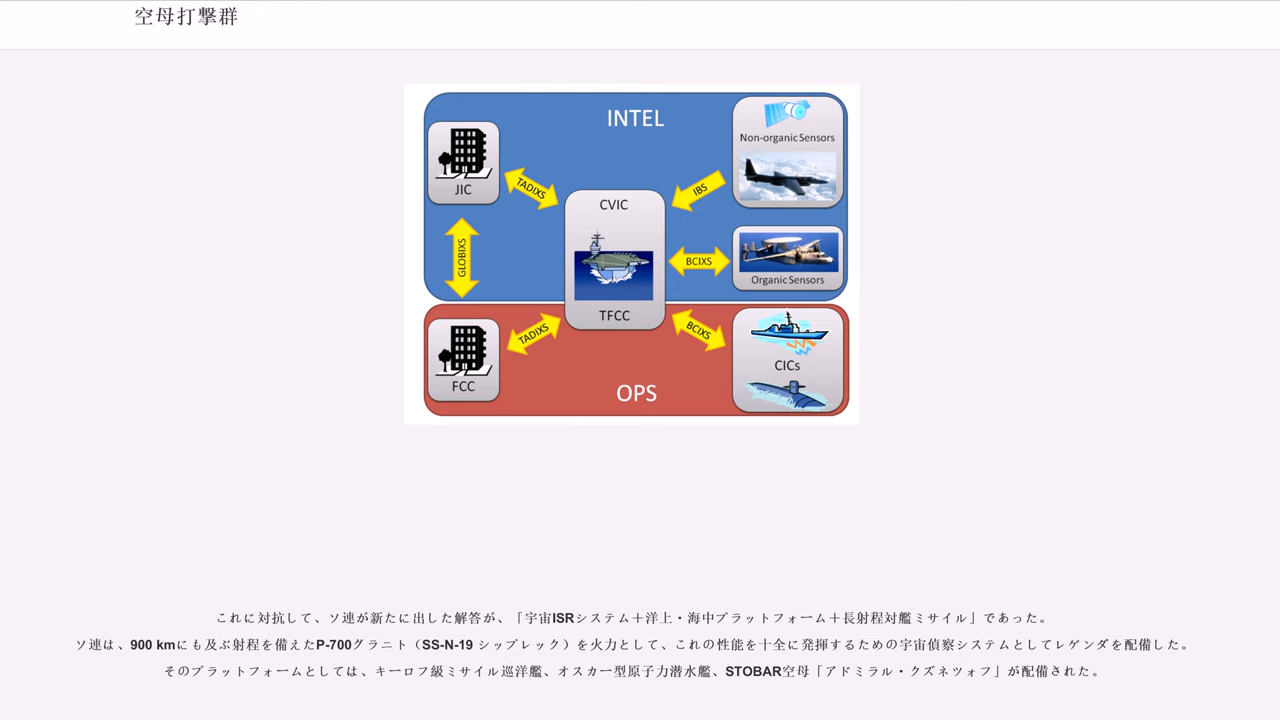 空母打撃群
INTEL
Non-organic Sensors
JIC
TADIXS
IBS
CVIC
GLOBIXS
BCIXS
Organic Sensors
TFCC
TADIXS
BCIXS
FCC
CICs
OPS
これに対抗して、ソ連が新たに出した解答が、「宇宙ISRシステム＋洋上・海中プラットフォーム＋長射程対艦ミサイル」であった。
ソ連は、900 kmにも及ぶ射程を備えたP-700グラニート（SS-N-19 シップレック）を火力として、これの性能を十全に発揮するための宇宙偵察システムとしてレゲンダを配備した。
そのプラットフォームとしては、キーロフ級ミサイル巡洋艦、オスカー型原子力潜水艦、STOBAR空母「アドミラル・クズネツォフ」が配備された。